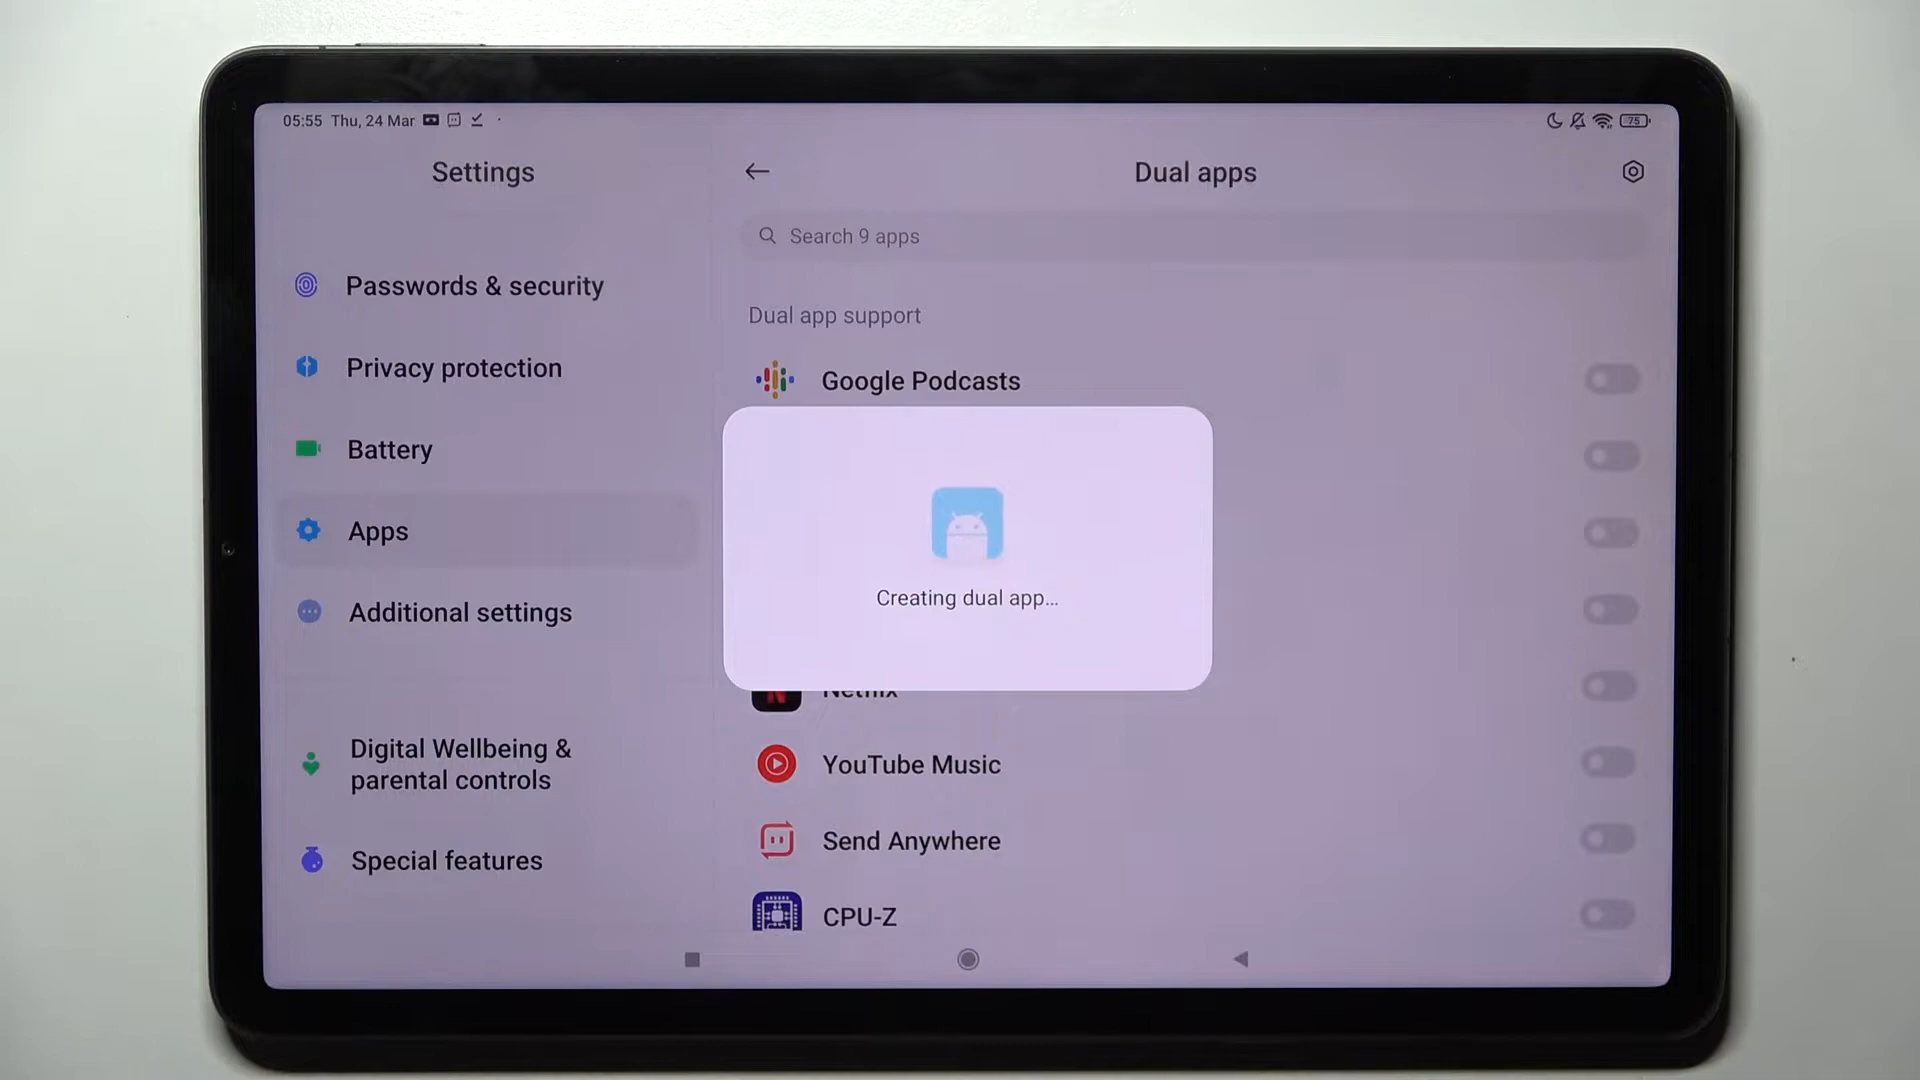 05:55 Thu, 24 Mar
75
Settings
Passwords & security
Privacy protection
Battery
Apps
Additional settings
Digital Wellbeing &
parental controls
Special features
Dual apps
Search 9 apps
Dual app support
Google Podcasts
Creating dual app...
Netflix
YouTube Music
Send Anywhere
CPU-Z